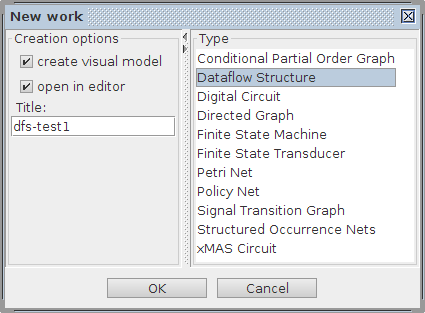 New work
Creation options
create visual model
open in editor
Title:
dfs-test1
Type
Conditional Partial Order Graph
Dataflow Structure
Digital Circuit
Directed Graph
Finite State Machine
Finite State Transducer
Petri Net
Policy Net
Signal Transition Graph
Structured Occurrence Nets
xMAS Circuit
OK
Cancel